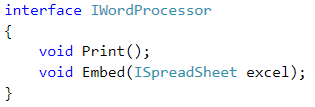 interface IWordProcessor
{
    void Print();
    void Embed(ISpreadSheet excel);
}